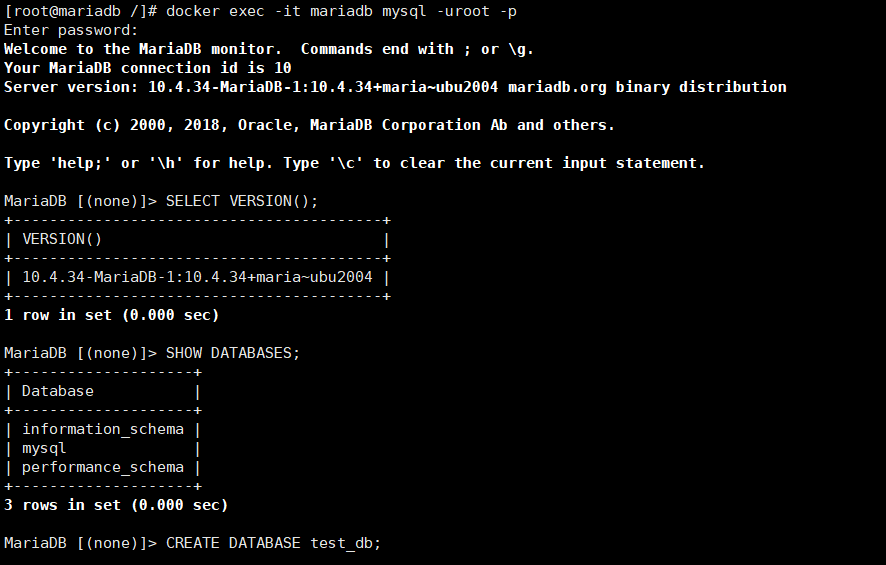 [root@mariadb /]# docker exec -it mariadb mysql -uroot -p
Enter password:
Welcome to the MariaDB monitor.  Commands end with ; or \g.
Your MariaDB connection id is 10
Server version: 10.4.34-MariaDB-1:10.4.34+maria~ubu2004 mariadb.org binary distribution

Copyright (c) 2000, 2018, Oracle, MariaDB Corporation Ab and others.

Type 'help;' or '\h' for help. Type '\c' to clear the current input statement.

MariaDB [(none)]> SELECT VERSION();
+-----------------------------------------+
| VERSION()                               |
+-----------------------------------------+
| 10.4.34-MariaDB-1:10.4.34+maria~ubu2004 |
+-----------------------------------------+
1 row in set (0.000 sec)

MariaDB [(none)]> SHOW DATABASES;
+--------------------+
| Database           |
+--------------------+
| information_schema |
| mysql              |
| performance_schema |
+--------------------+
3 rows in set (0.000 sec)

MariaDB [(none)]> CREATE DATABASE test_db;